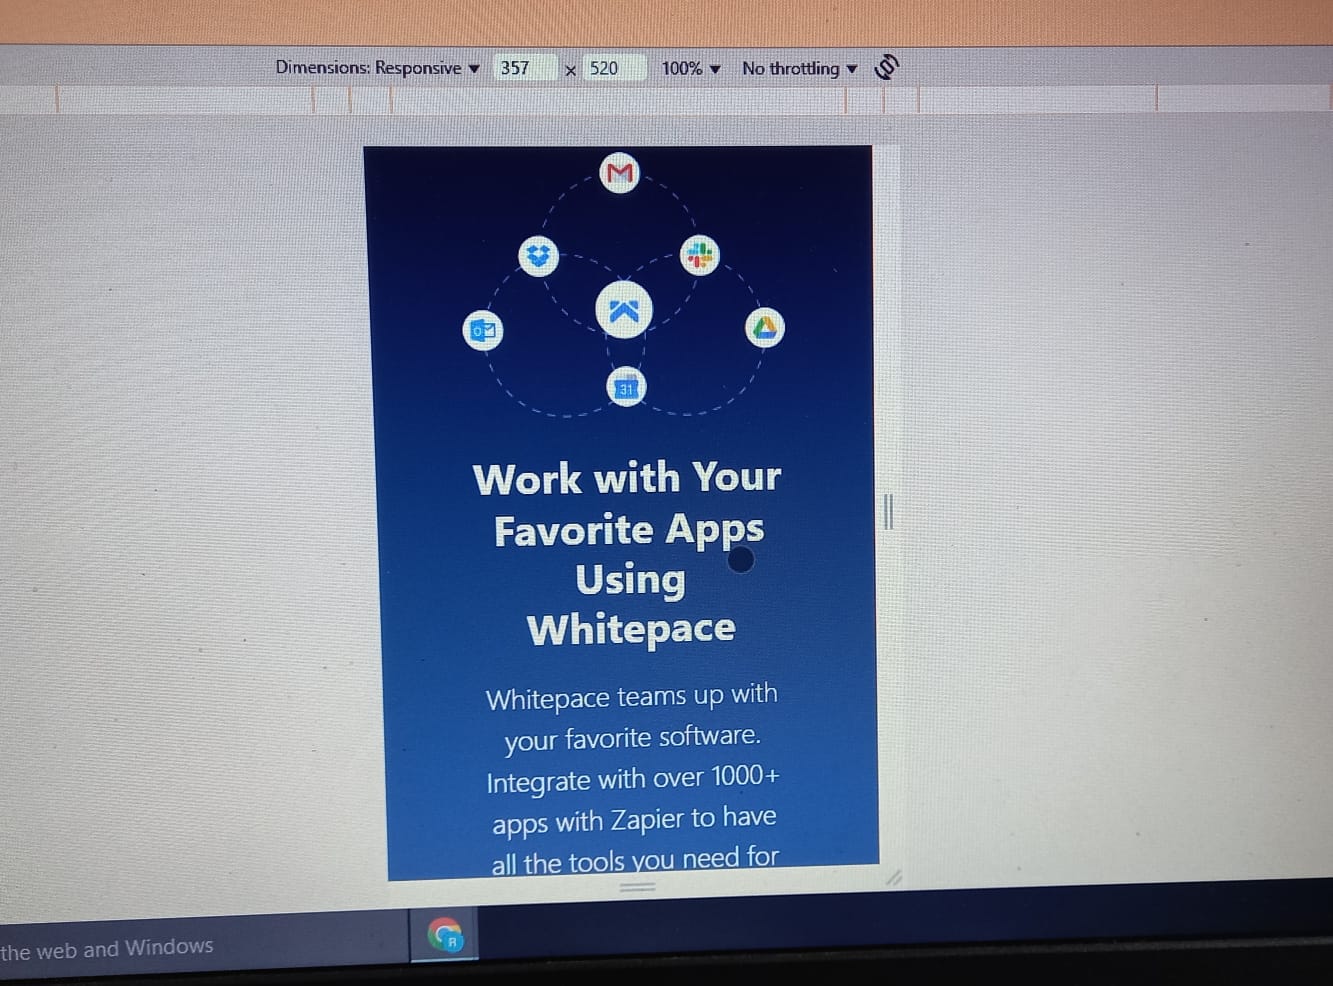 Dimensions: Responsive ▼ 357 x 520 100% ▼ No throttling ▼
31
Work with Your
Favorite Apps
Using
Whitepace
Whitepace teams up with
your favorite software.
Integrate with over 1000+
apps with Zapier to have
all the tools you need for
the web and Windows
R